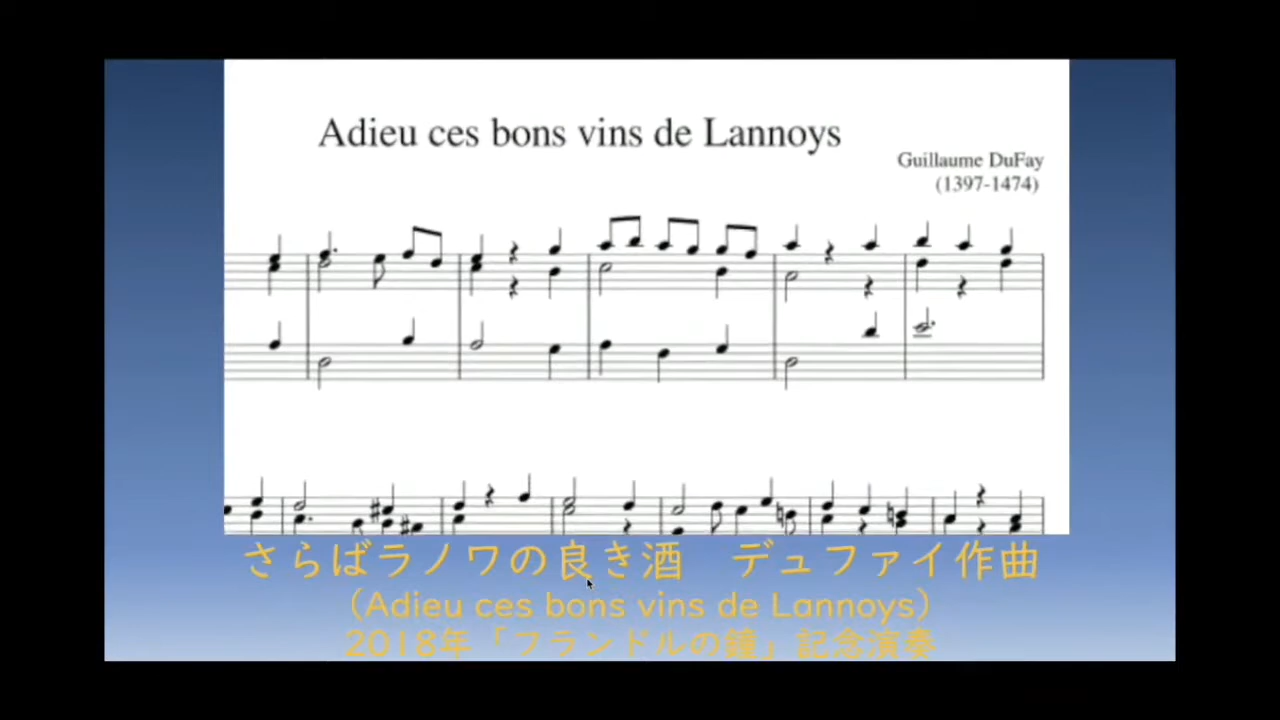 Adieu ces bons vins de Lannoys
Guillaume DuFay
(1397-1474)
さらばラノワの良き酒　デュファイ作曲
（Adieu ces bons vins de Lannoys）
2018年「フランドルの鐘」記念演奏